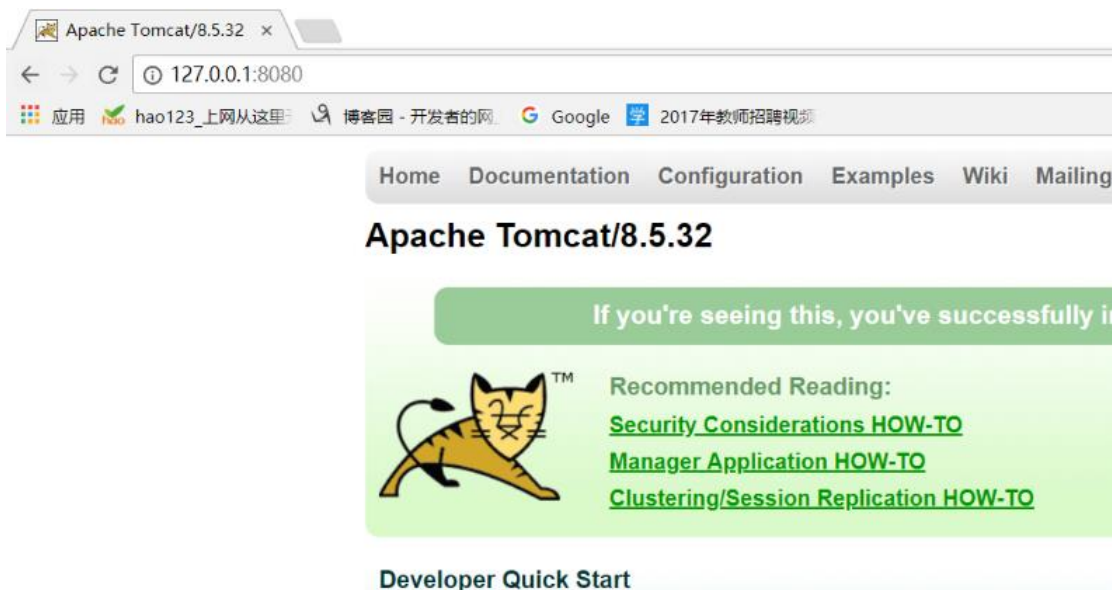 Apache Tomcat/8.5.32
127.0.0.1:8080
应用 hao123_上网从这里 博客园 - 开发者的网 Google 学 2017年教师招聘视频
Home Documentation Configuration Examples Wiki Mailing
Apache Tomcat/8.5.32
If you're seeing this, you've successfully
TM
Recommended Reading:
Security Considerations HOW-TO
Manager Application HOW-TO
Clustering/Session Replication HOW-TO
Developer Quick Start